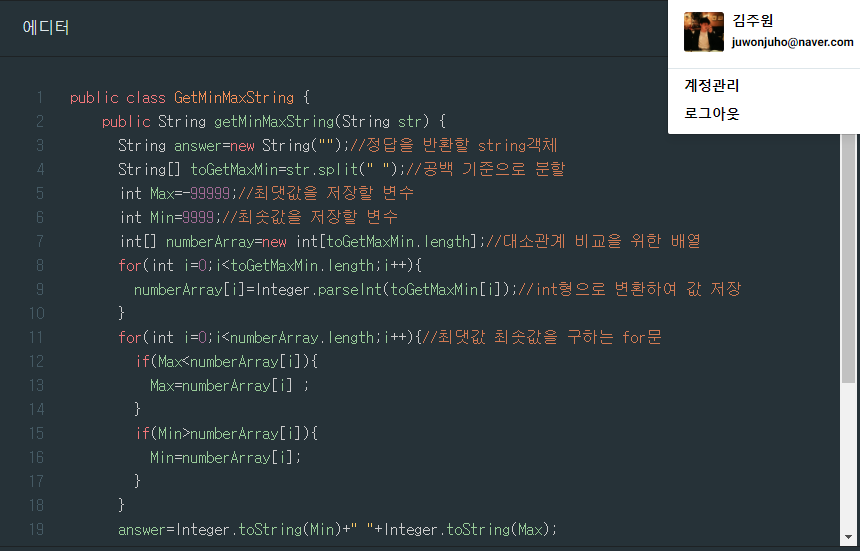 에디터
김주원
juwonjuho@naver.com
계정관리
로그아웃
1 public class GetMinMaxString {
2 public String getMinMaxString(String str) {
3 String answer=new String("");//정답을 반환할 string객체
4 String[] toGetMaxMin=str.split(" ");//공백 기준으로 분할
5 int Max=-99999;//최댓값을 저장할 변수
6 int Min=9999;//최솟값을 저장할 변수
7 int[] numberArray=new int[toGetMaxMin.length];//대소관계 비교을 위한 배열
8 for(int i=0;i<toGetMaxMin.length;i++){
9 numberArray[i]=Integer.parseInt(toGetMaxMin[i]);//int형으로 변환하여 값 저장
10 }
11 for(int i=0;i<numberArray.length;i++){//최댓값 최솟값을 구하는 for문
12 if(Max<numberArray[i]){
13 Max=numberArray[i] ;
14 }
15 if(Min>numberArray[i]){
16 Min=numberArray[i];
17 }
18 }
19 answer=Integer.toString(Min)+" "+Integer.toString(Max);